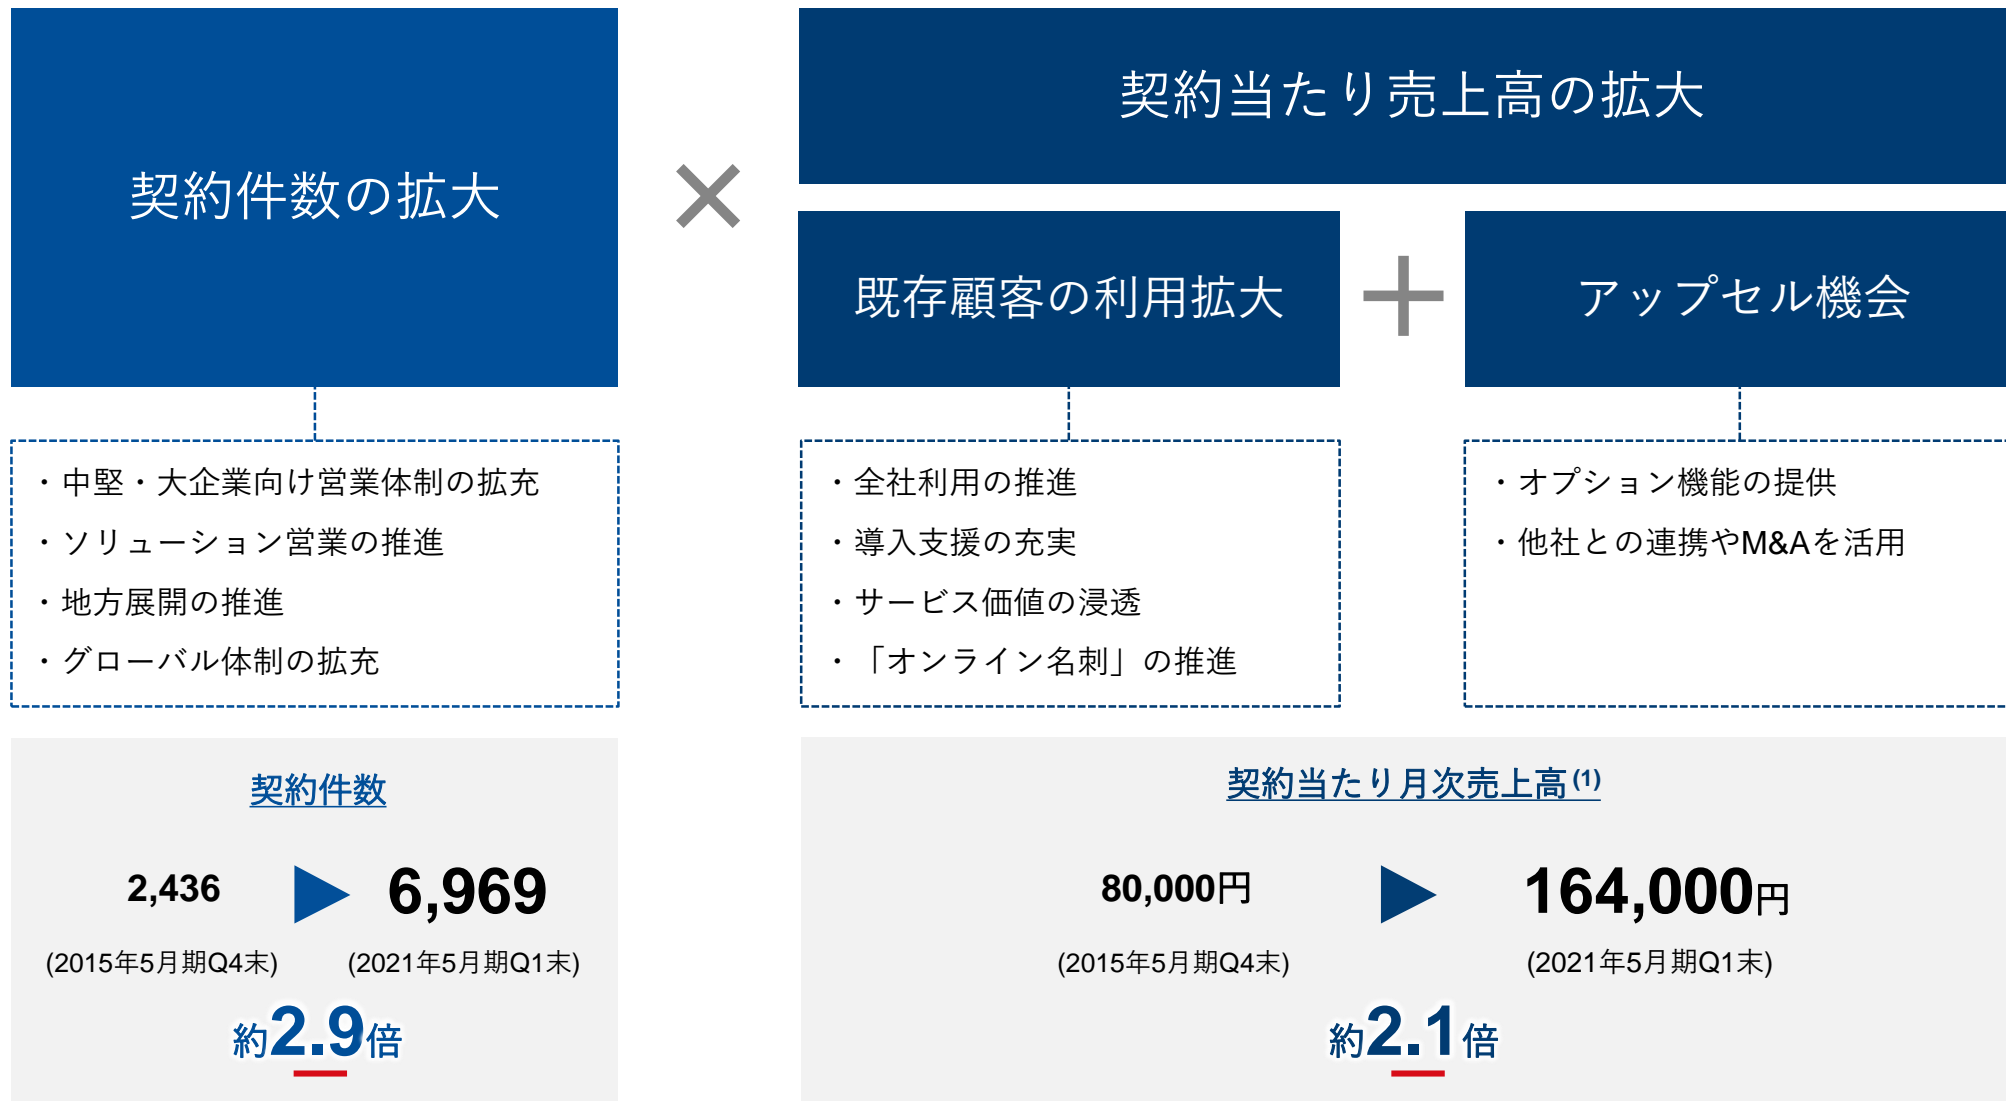 契約件数の拡大
×
契約当たり売上高の拡大
既存顧客の利用拡大
＋
アップセル機会
・中堅・大企業向け営業体制の拡充
・ソリューション営業の推進
・地方展開の推進
・グローバル体制の拡充
・全社利用の推進
・導入支援の充実
・サービス価値の浸透
・「オンライン名刺」の推進
・オプション機能の提供
・他社との連携やM&Aを活用
契約件数
2,436 ▶ 6,969
(2015年5月期Q4末) (2021年5月期Q1末)
約2.9倍
契約当たり月次売上高(1)
80,000円 ▶ 164,000円
(2015年5月期Q4末) (2021年5月期Q1末)
約2.1倍